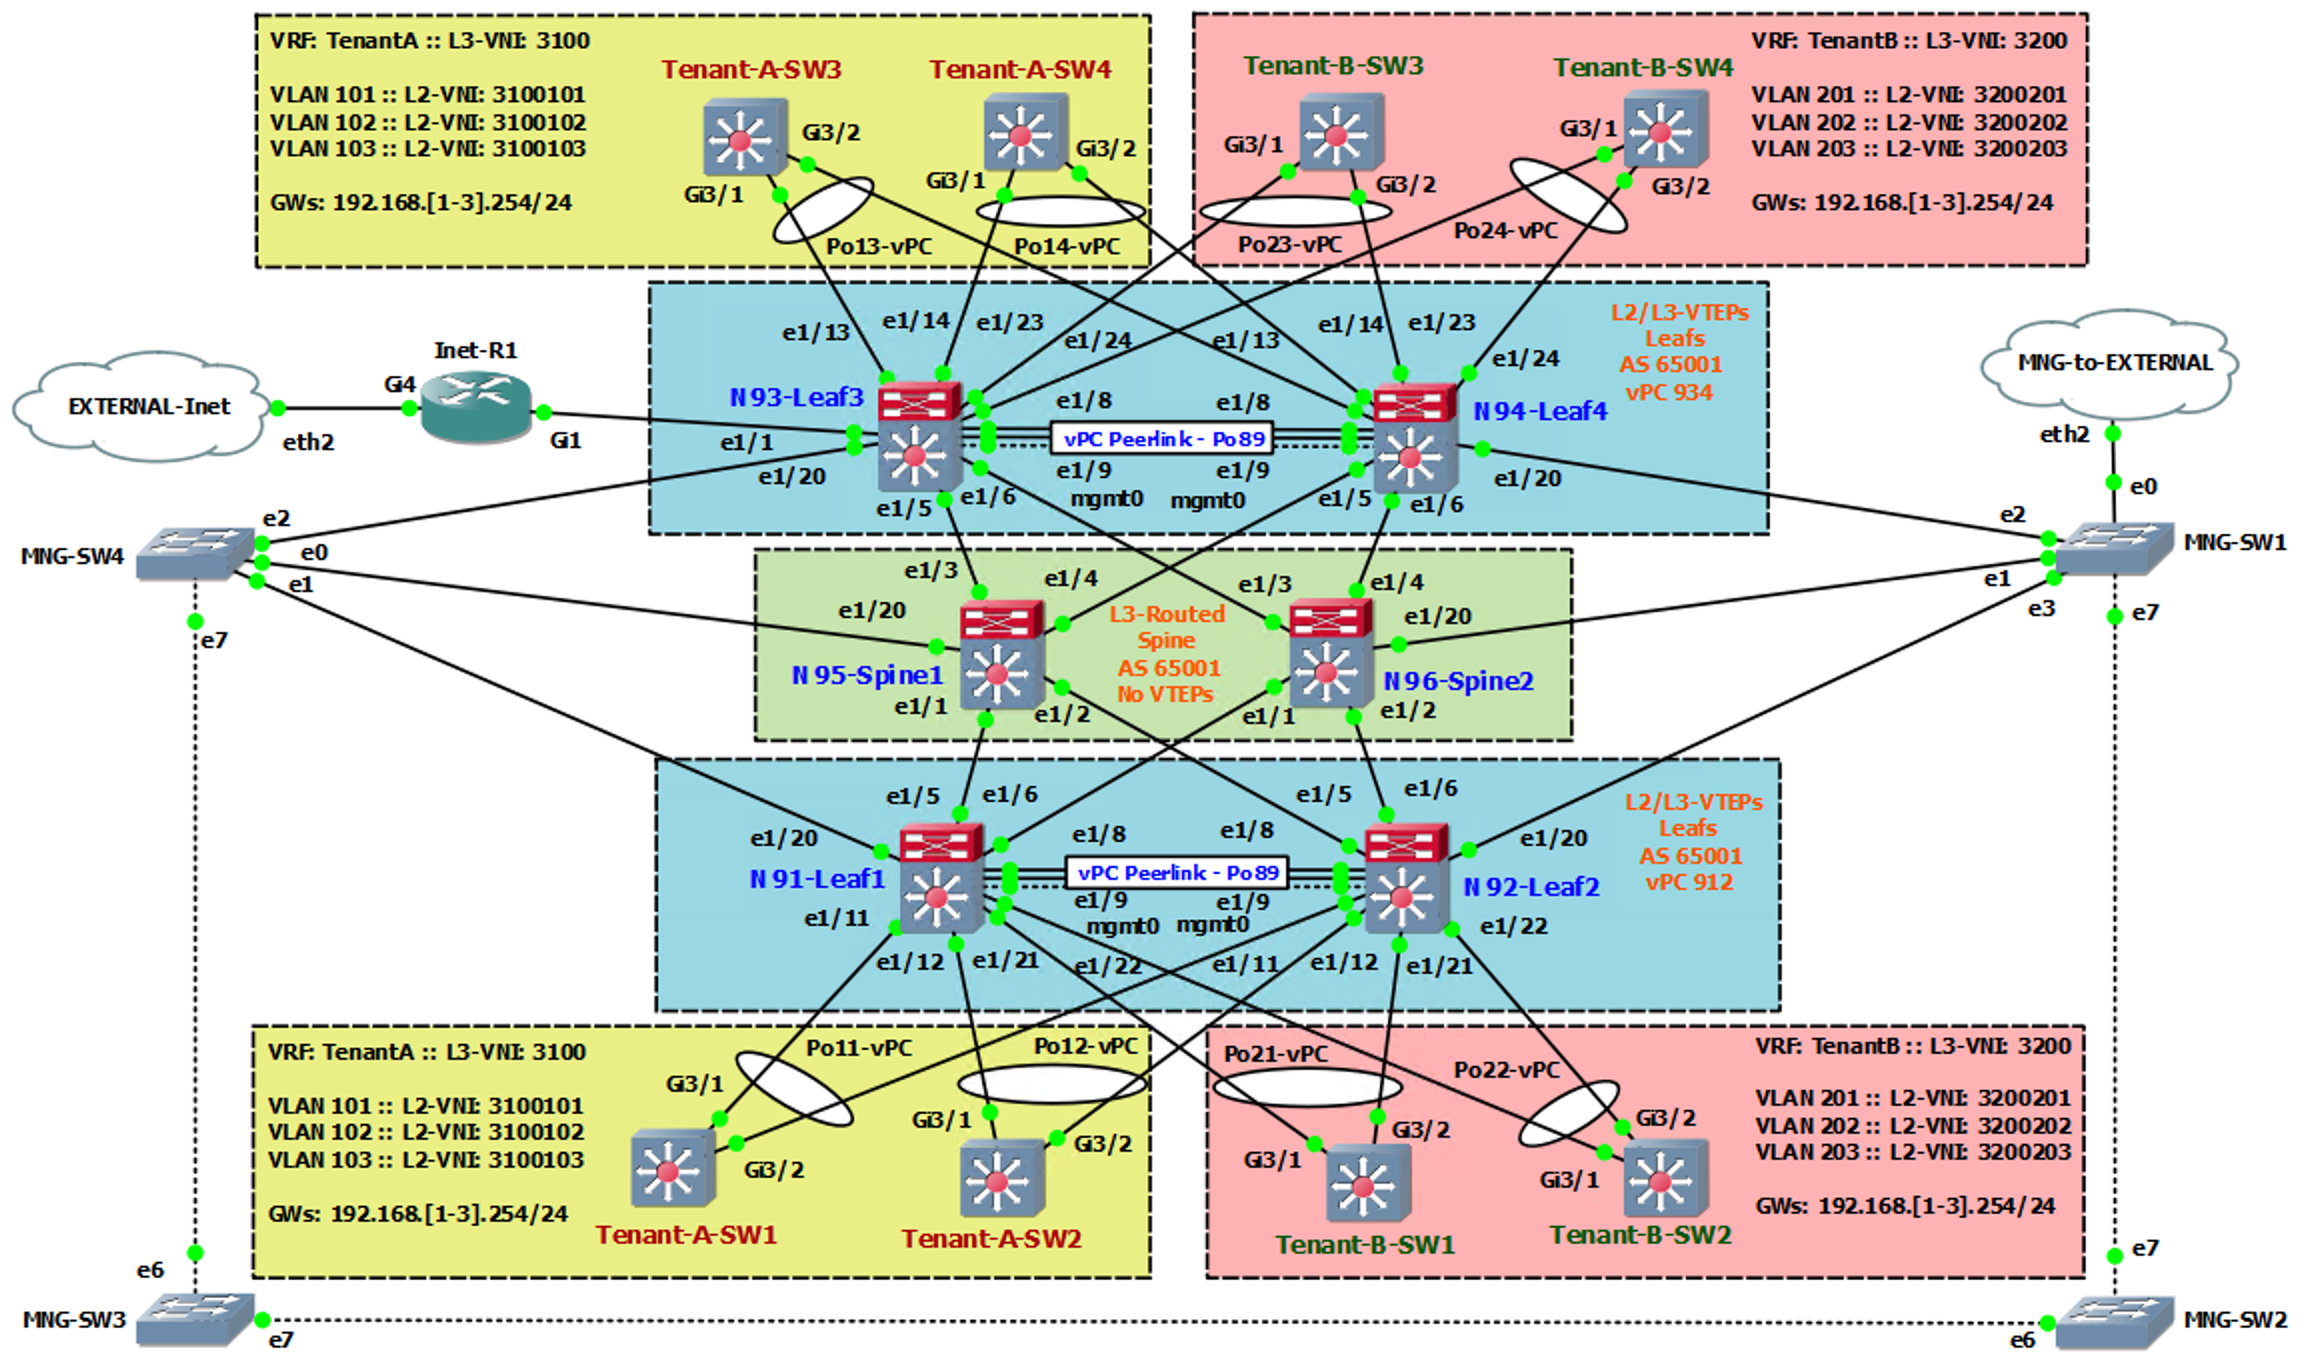 VRF: TenantA :: L3-VNI: 3100
VLAN 101 :: L2-VNI: 3100101
VLAN 102 :: L2-VNI: 3100102
VLAN 103 :: L2-VNI: 3100103
GWs: 192.168.[1-3].254/24
Tenant-A-SW3
Gi3/2
Gi3/1
Po13-vPC
Tenant-A-SW4
Gi3/2
Gi3/1
Po14-vPC
Tenant-B-SW3
Gi3/1
Gi3/2
Po23-vPC
Tenant-B-SW4
Gi3/1
Gi3/2
Po24-vPC
VRF: TenantB :: L3-VNI: 3200
VLAN 201 :: L2-VNI: 3200201
VLAN 202 :: L2-VNI: 3200202
VLAN 203 :: L2-VNI: 3200203
GWs: 192.168.[1-3].254/24
e1/13
e1/14
e1/23
e1/24
e1/13
e1/14
e1/23
e1/24
L2/L3-VTEPs
Leafs
AS 65001
vPC 934
EXTERNAL-Inet
eth2
Inet-R1
Gi4
Gi1
N93-Leaf3
e1/1
e1/20
e1/5
e1/6
e1/8
e1/8
vPC Peerlink - Po89
e1/9
e1/9
mgmt0
mgmt0
N94-Leaf4
e1/5
e1/6
e1/20
MNG-to-EXTERNAL
eth2
e0
e2
MNG-SW1
e1
e3
e7
MNG-SW4
e2
e0
e1
e7
e1/3
e1/4
e1/20
N95-Spine1
e1/1
e1/2
L3-Routed
Spine
AS 65001
No VTEPs
e1/3
e1/4
e1/20
N96-Spine2
e1/1
e1/2
e1/5
e1/6
e1/5
e1/6
e1/20
N91-Leaf1
e1/11
e1/12
e1/21
e1/22
e1/8
e1/8
vPC Peerlink - Po89
e1/9
e1/9
mgmt0
mgmt0
e1/20
N92-Leaf2
e1/11
e1/12
e1/21
e1/22
L2/L3-VTEPs
Leafs
AS 65001
vPC 912
VRF: TenantA :: L3-VNI: 3100
VLAN 101 :: L2-VNI: 3100101
VLAN 102 :: L2-VNI: 3100102
VLAN 103 :: L2-VNI: 3100103
GWs: 192.168.[1-3].254/24
Po11-vPC
Gi3/1
Gi3/2
Tenant-A-SW1
Po12-vPC
Gi3/1
Gi3/2
Tenant-A-SW2
Po21-vPC
Gi3/1
Gi3/2
Tenant-B-SW1
Po22-vPC
Gi3/2
Gi3/1
Tenant-B-SW2
VRF: TenantB :: L3-VNI: 3200
VLAN 201 :: L2-VNI: 3200201
VLAN 202 :: L2-VNI: 3200202
VLAN 203 :: L2-VNI: 3200203
GWs: 192.168.[1-3].254/24
e6
MNG-SW3
e7
e7
e6
MNG-SW2